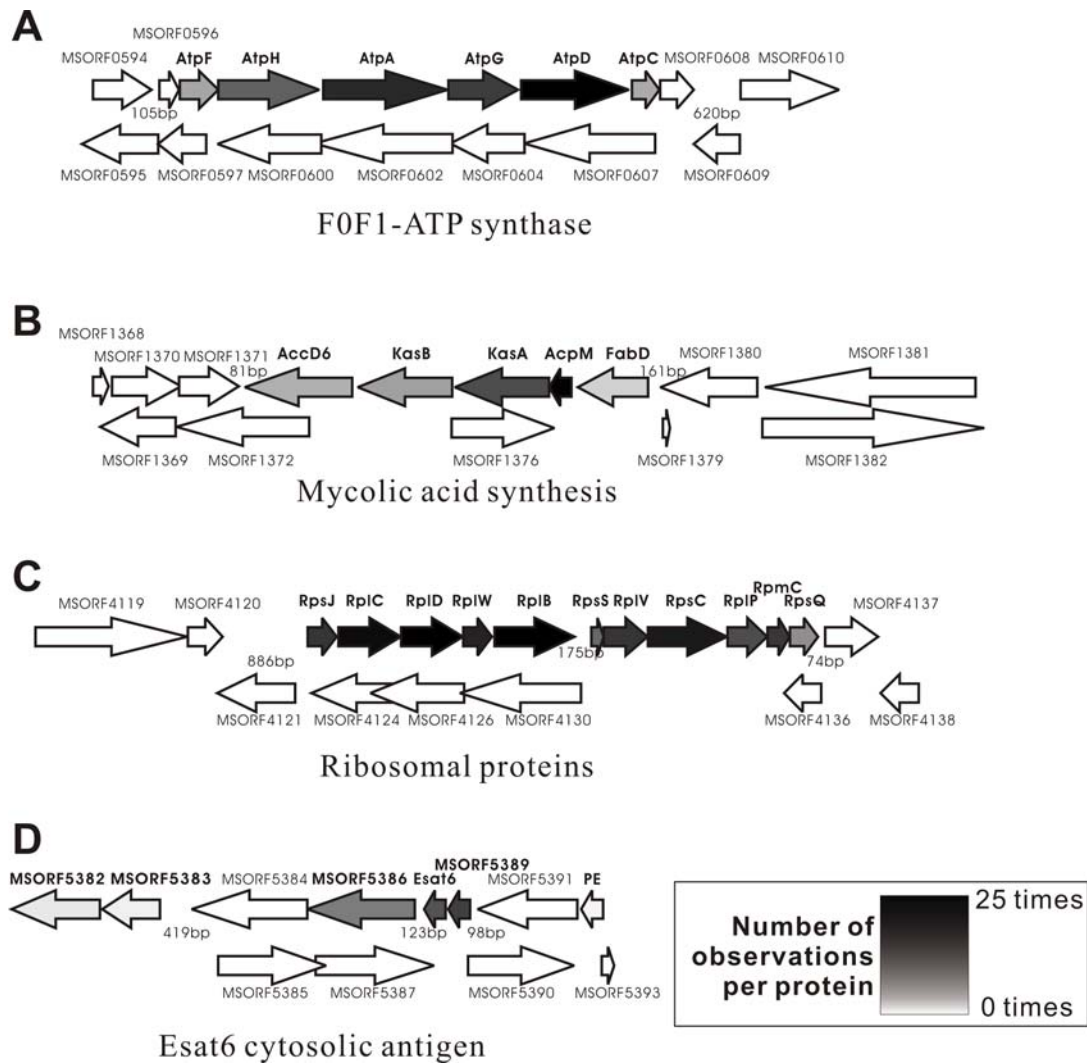 A
MSORF0596
MSORF0594 AtpF AtpH AtpA AtpG AtpD AtpC MSORF0608 MSORF0610
105bp 620bp
MSORF0595 MSORF0597 MSORF0600 MSORF0602 MSORF0604 MSORF0607 MSORF0609
F0F1-ATP synthase
B
MSORF1368
MSORF1370 MSORF1371 AccD6 KasB KasA AcpM FabD MSORF1380 MSORF1381
81bp 161bp
MSORF1369 MSORF1372 MSORF1376 MSORF1379 MSORF1382
Mycolic acid synthesis
C
RpmC
MSORF4119 MSORF4120 RpsJ RplC RplD RplW RplB RpsS RplV RpsC RplP RpsQ MSORF4137
886bp 175bp 74bp
MSORF4121 MSORF4124 MSORF4126 MSORF4130 MSORF4136 MSORF4138
Ribosomal proteins
D
MSORF5389
MSORF5382 MSORF5383 MSORF5384 MSORF5386 Esat6 MSORF5391 PE
419bp 123bp 98bp
MSORF5385 MSORF5387 MSORF5390 MSORF5393
Esat6 cytosolic antigen
Number of
observations
per protein
25 times
0 times